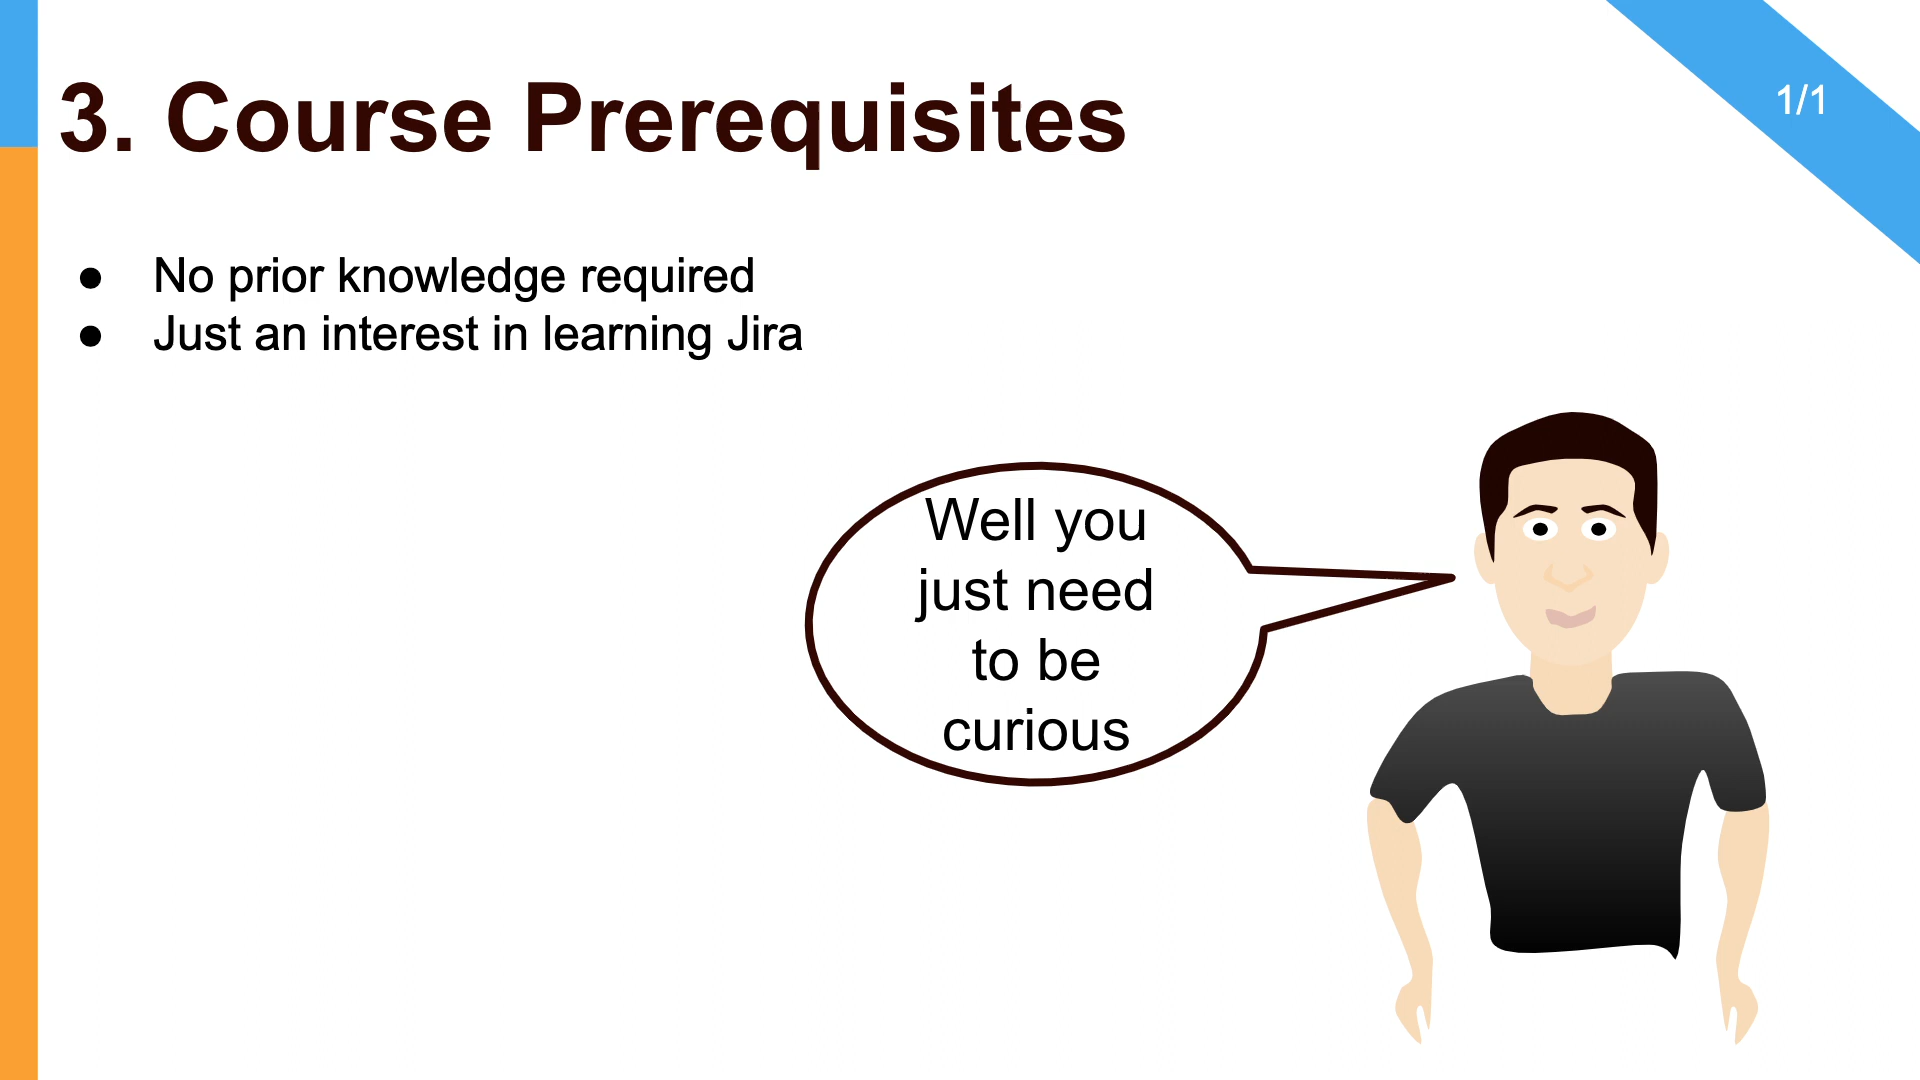 3. Course Prerequisites
1/1
● No prior knowledge required
● Just an interest in learning Jira
Well you
just need
to be
curious